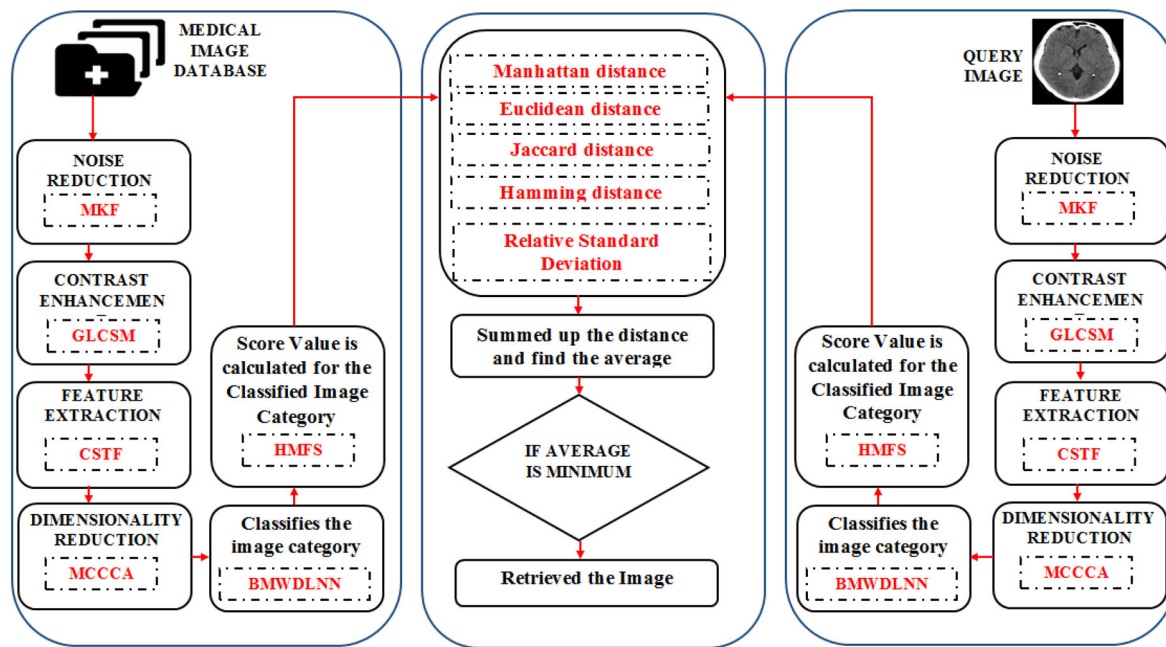 MEDICAL
IMAGE
DATABASE
NOISE
REDUCTION
MKF
CONTRAST
ENHANCEMEN
GLCSM
FEATURE
EXTRACTION
CSTF
DIMENSIONALITY
REDUCTION
MCCCA
Classifies the
image category
BMWDLNN
Score Value is
calculated for the
Classified Image
Category
HMFS
Manhattan distance
Euclidean distance
Jaccard distance
Hamming distance
Relative Standard
Deviation
Summed up the distance
and find the average
IF AVERAGE
IS MINIMUM
Retrieved the Image
QUERY
IMAGE
NOISE
REDUCTION
MKF
CONTRAST
ENHANCEMEN
GLCSM
FEATURE
EXTRACTION
CSTF
DIMENSIONALITY
REDUCTION
MCCCA
Classifies the
image category
BMWDLNN
Score Value is
calculated for the
Classified Image
Category
HMFS